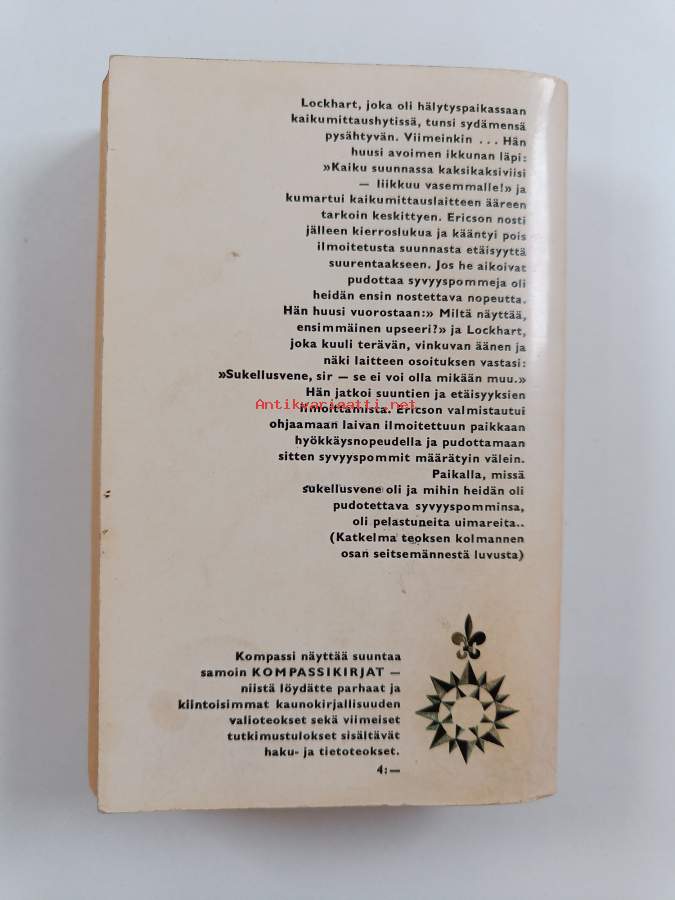 Lockhart, joka oli hälytyspaikassaan
kaikumittaushytissä, tunsi sydämensä
pysähtyvän. Viimeinkin . . . Hän
huusi avoimen ikkunan läpi:
»Kaiku suunnassa kaksikaksiviisi
— liikkuu vasemmalle!» ja
kumartui kaikumittauslaitteen ääreen
tarkoin keskittyen. Ericson nosti
jälleen kierroslukua ja kääntyi pois
ilmoitetusta suunnasta etäisyyttä
suurentaakseen. Jos he aikoivat
pudottaa syvyyspommeja oli
heidän ensin nostettava nopeutta.
Hän huusi vuorostaan:» Miltä näyttää,
ensimmäinen upseeri?» ja Lockhart,
joka kuuli terävän, vinkuvan äänen ja
näki laitteen osoituksen vastasi:
»Sukellusvene, sir — se ei voi olla mikään muu.»
Hän jatkoi suuntien ja etäisyyksien
Antikvariaatti.net
ilmoittamista. Ericson valmistautui
ohjaamaan laivan ilmoitettuun paikkaan
hyökkäysnopeudella ja pudottamaan
sitten syvyyspommit määrätyin välein.
Paikalla, missä
sukellusvene oli ja mihin heidän oli
pudotettava syvyyspomminsa,
oli pelastuneita uimareita..
(Katkelma teoksen kolmannen
osan seitsemännestä luvusta)
Kompassi näyttää suuntaa
samoin KOMPASSIKIRJAT —
niistä löydätte parhaat ja
kiintoisimmat kaunokirjallisuuden
valioteokset sekä viimeiset
tutkimustulokset sisältävät
haku- ja tietoteokset.
4:—